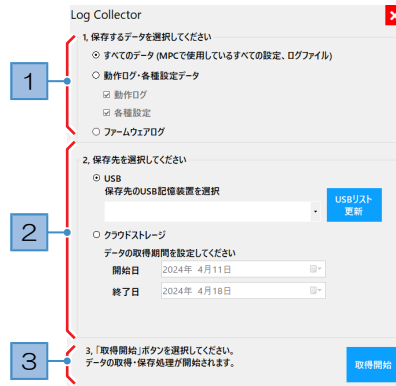 Log Collector
1, 保存するデータを選択してください
すべてのデータ (MPCで使用しているすべての設定、ログファイル)
1
動作ログ・各種設定データ
動作ログ
各種設定
ファームウェアログ
2, 保存先を選択してください
USB
保存先のUSB記憶装置を選択
USBリスト
更新
2
クラウドストレージ
データの取得期間を設定してください
開始日 2024年 4月11日
終了日 2024年 4月18日
3
3,「取得開始」ボタンを選択してください。
データの取得・保存処理が開始されます。
取得開始